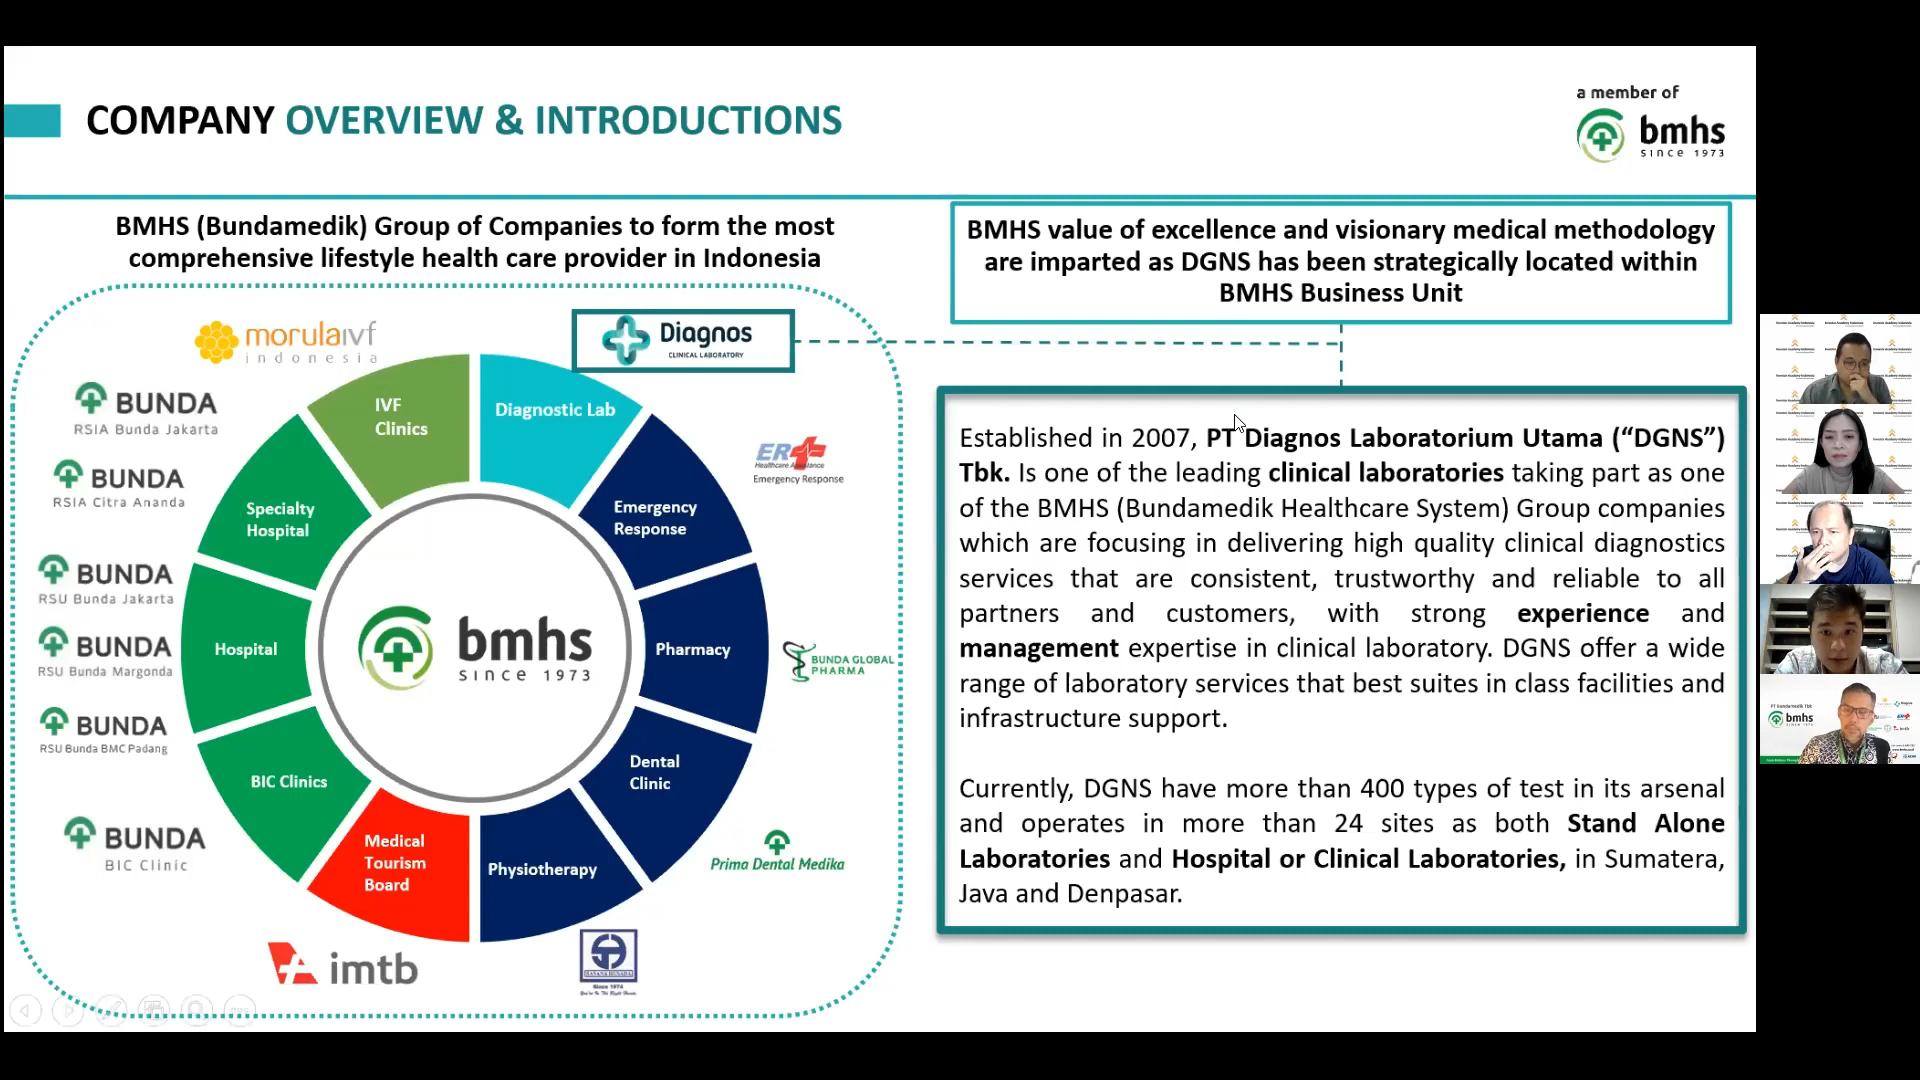 COMPANY OVERVIEW & INTRODUCTIONS
a member of
bmhs
since 1973
BMHS (Bundamedik) Group of Companies to form the most
comprehensive lifestyle health care provider in Indonesia
BMHS value of excellence and visionary medical methodology
are imparted as DGNS has been strategically located within
BMHS Business Unit
morulaivf
indonesia
Diagnos
CLINICAL LABORATORY
BUNDA
RSIA Bunda Jakarta
BUNDA
RSIA Citra Ananda
BUNDA
RSU Bunda Jakarta
BUNDA
RSU Bunda Margonda
BUNDA
RSU Bunda BMC Padang
BUNDA
BIC Clinic
IVF
Clinics
Diagnostic Lab
Specialty
Hospital
Emergency
Response
Hospital
Pharmacy
BIC Clinics
Dental
Clinic
Medical
Tourism
Board
Physiotherapy
bmhs
since 1973
ER
Healthcare Assistance
Emergency Response
BUNDA GLOBAL
PHARMA
Prima Dental Medika
imtb
Since 1974
Established in 2007, PT Diagnos Laboratorium Utama (“DGNS”)
Tbk. Is one of the leading clinical laboratories taking part as one
of the BMHS (Bundamedik Healthcare System) Group companies
which are focusing in delivering high quality clinical diagnostics
services that are consistent, trustworthy and reliable to all
partners and customers, with strong experience and
management expertise in clinical laboratory. DGNS offer a wide
range of laboratory services that best suites in class facilities and
infrastructure support.
Currently, DGNS have more than 400 types of test in its arsenal
and operates in more than 24 sites as both Stand Alone
Laboratories and Hospital or Clinical Laboratories, in Sumatera,
Java and Denpasar.
PT Bundamedik Tbk
bmhs